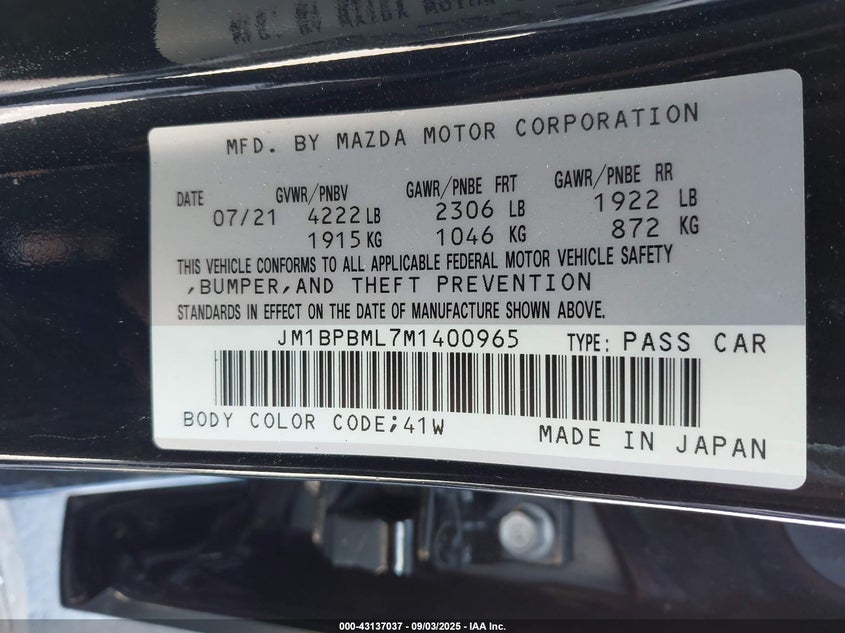 MFD. BY MAZDA MOTOR CORPORATION
DATE GVWR/PNBV GAWR/PNBE FRT GAWR/PNBE RR
07/21 4222 LB 2306 LB 1922 LB
1915 KG 1046 KG 872 KG
THIS VEHICLE CONFORMS TO ALL APPLICABLE FEDERAL MOTOR VEHICLE SAFETY
,BUMPER,AND THEFT PREVENTION
STANDARDS IN EFFECT ON THE DATE OF MANUFACTURE SHOWN ABOVE.
JM1BPBML7M1400965 TYPE: PASS CAR
BODY COLOR CODE;41W MADE IN JAPAN
000-43137037 - 09/03/2025 - IAA Inc.